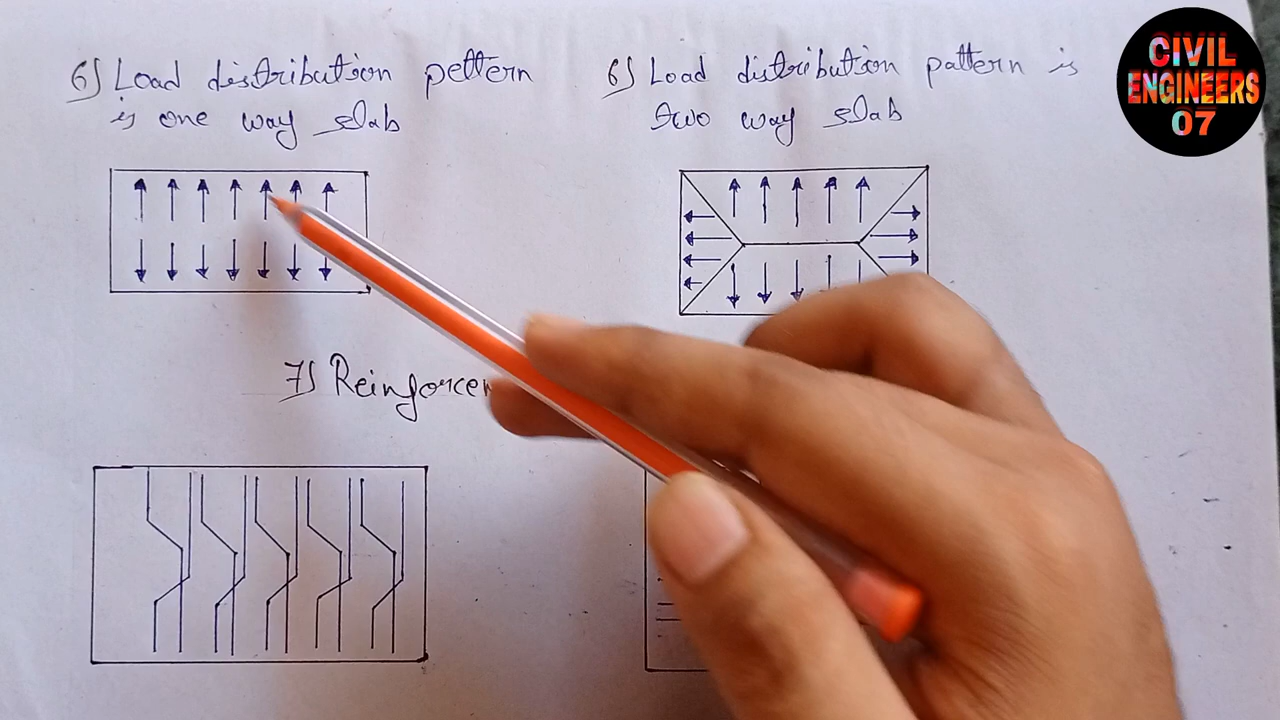 6) Load distribution pettern
is one way slab
6) Load distribution pattern is
two way slab
7) Reinforcem
CIVIL
ENGINEERS
07